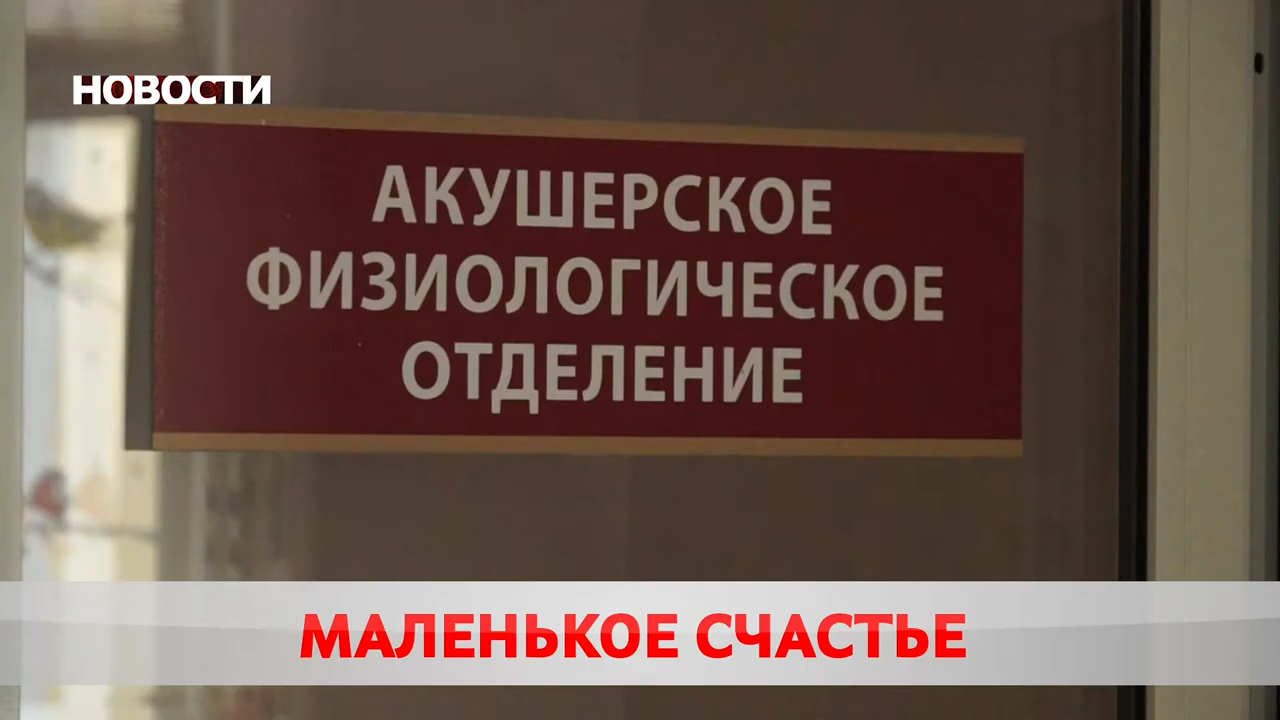 НОВОСТИ
АКУШЕРСКОЕ
ФИЗИОЛОГИЧЕСКОЕ
ОТДЕЛЕНИЕ
МАЛЕНЬКОЕ СЧАСТЬЕ